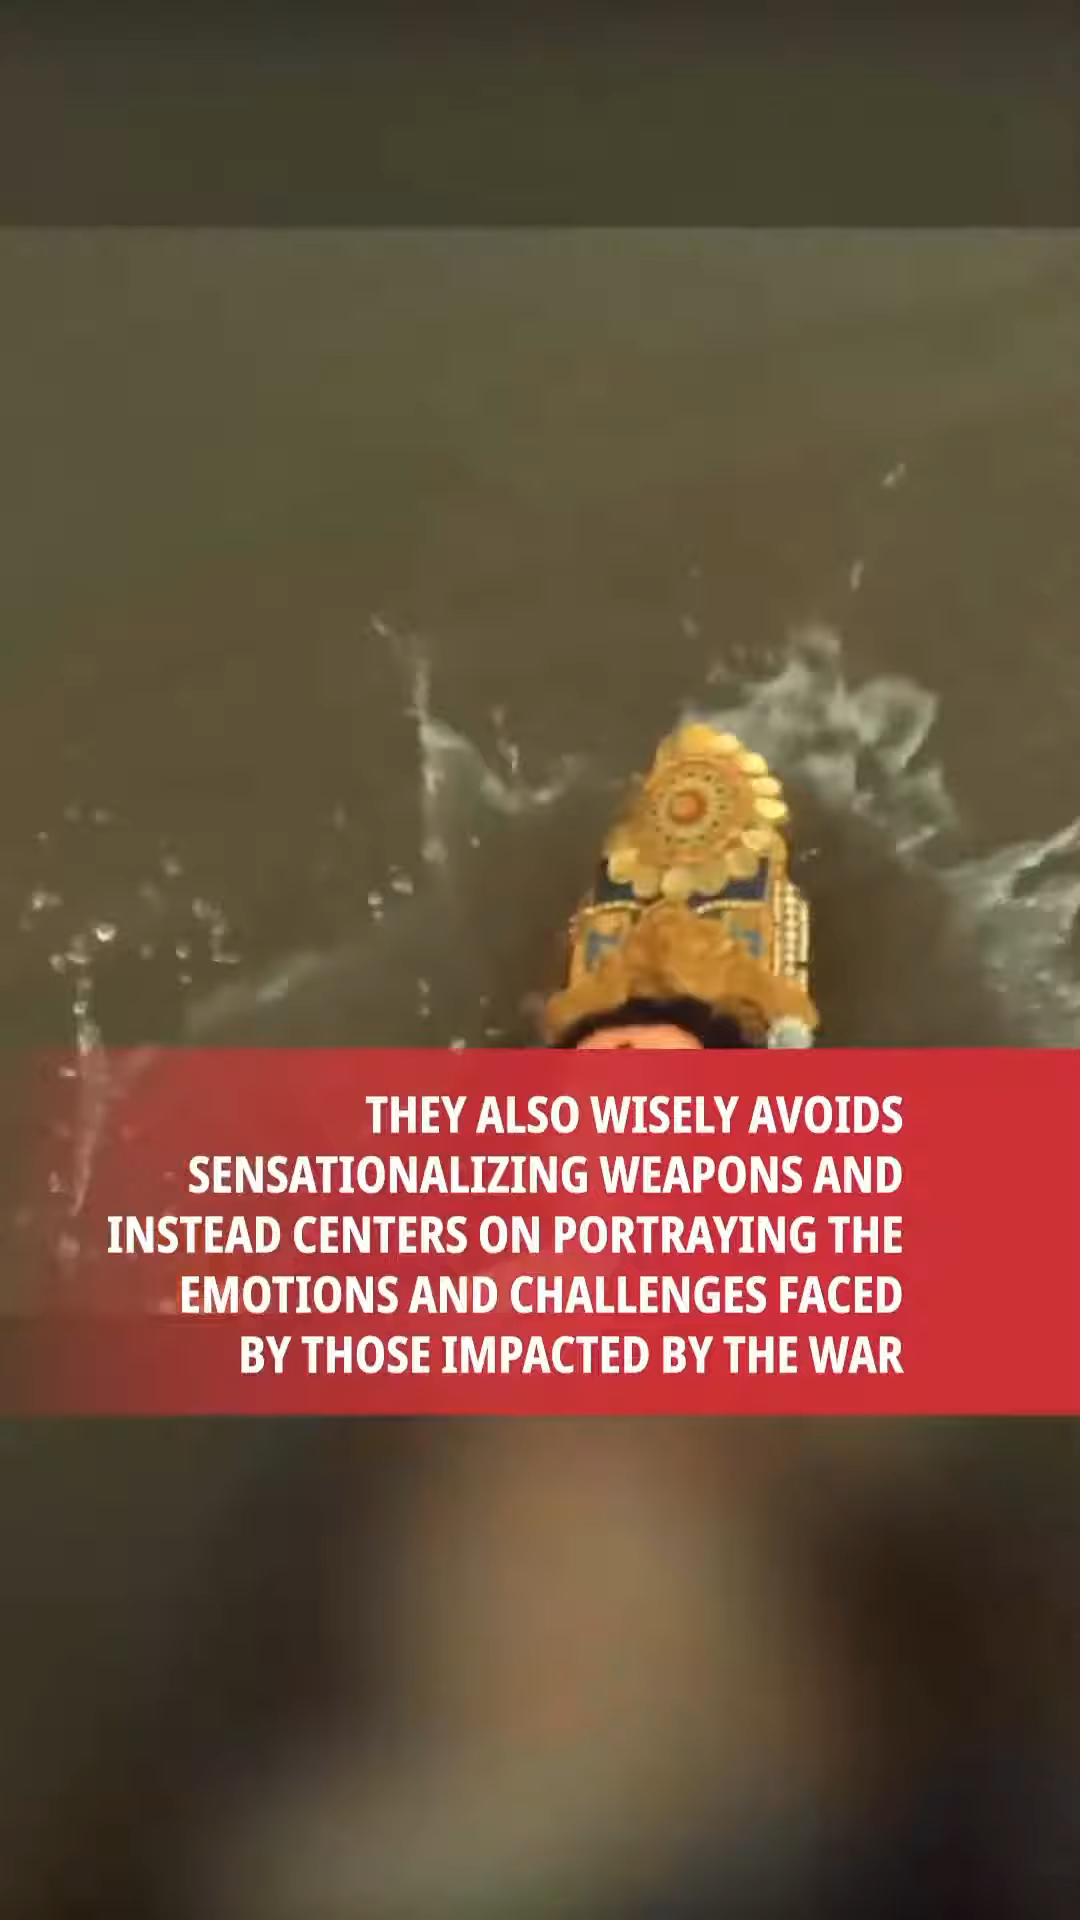 THEY ALSO WISELY AVOIDS
SENSATIONALIZING WEAPONS AND
INSTEAD CENTERS ON PORTRAYING THE
EMOTIONS AND CHALLENGES FACED
BY THOSE IMPACTED BY THE WAR